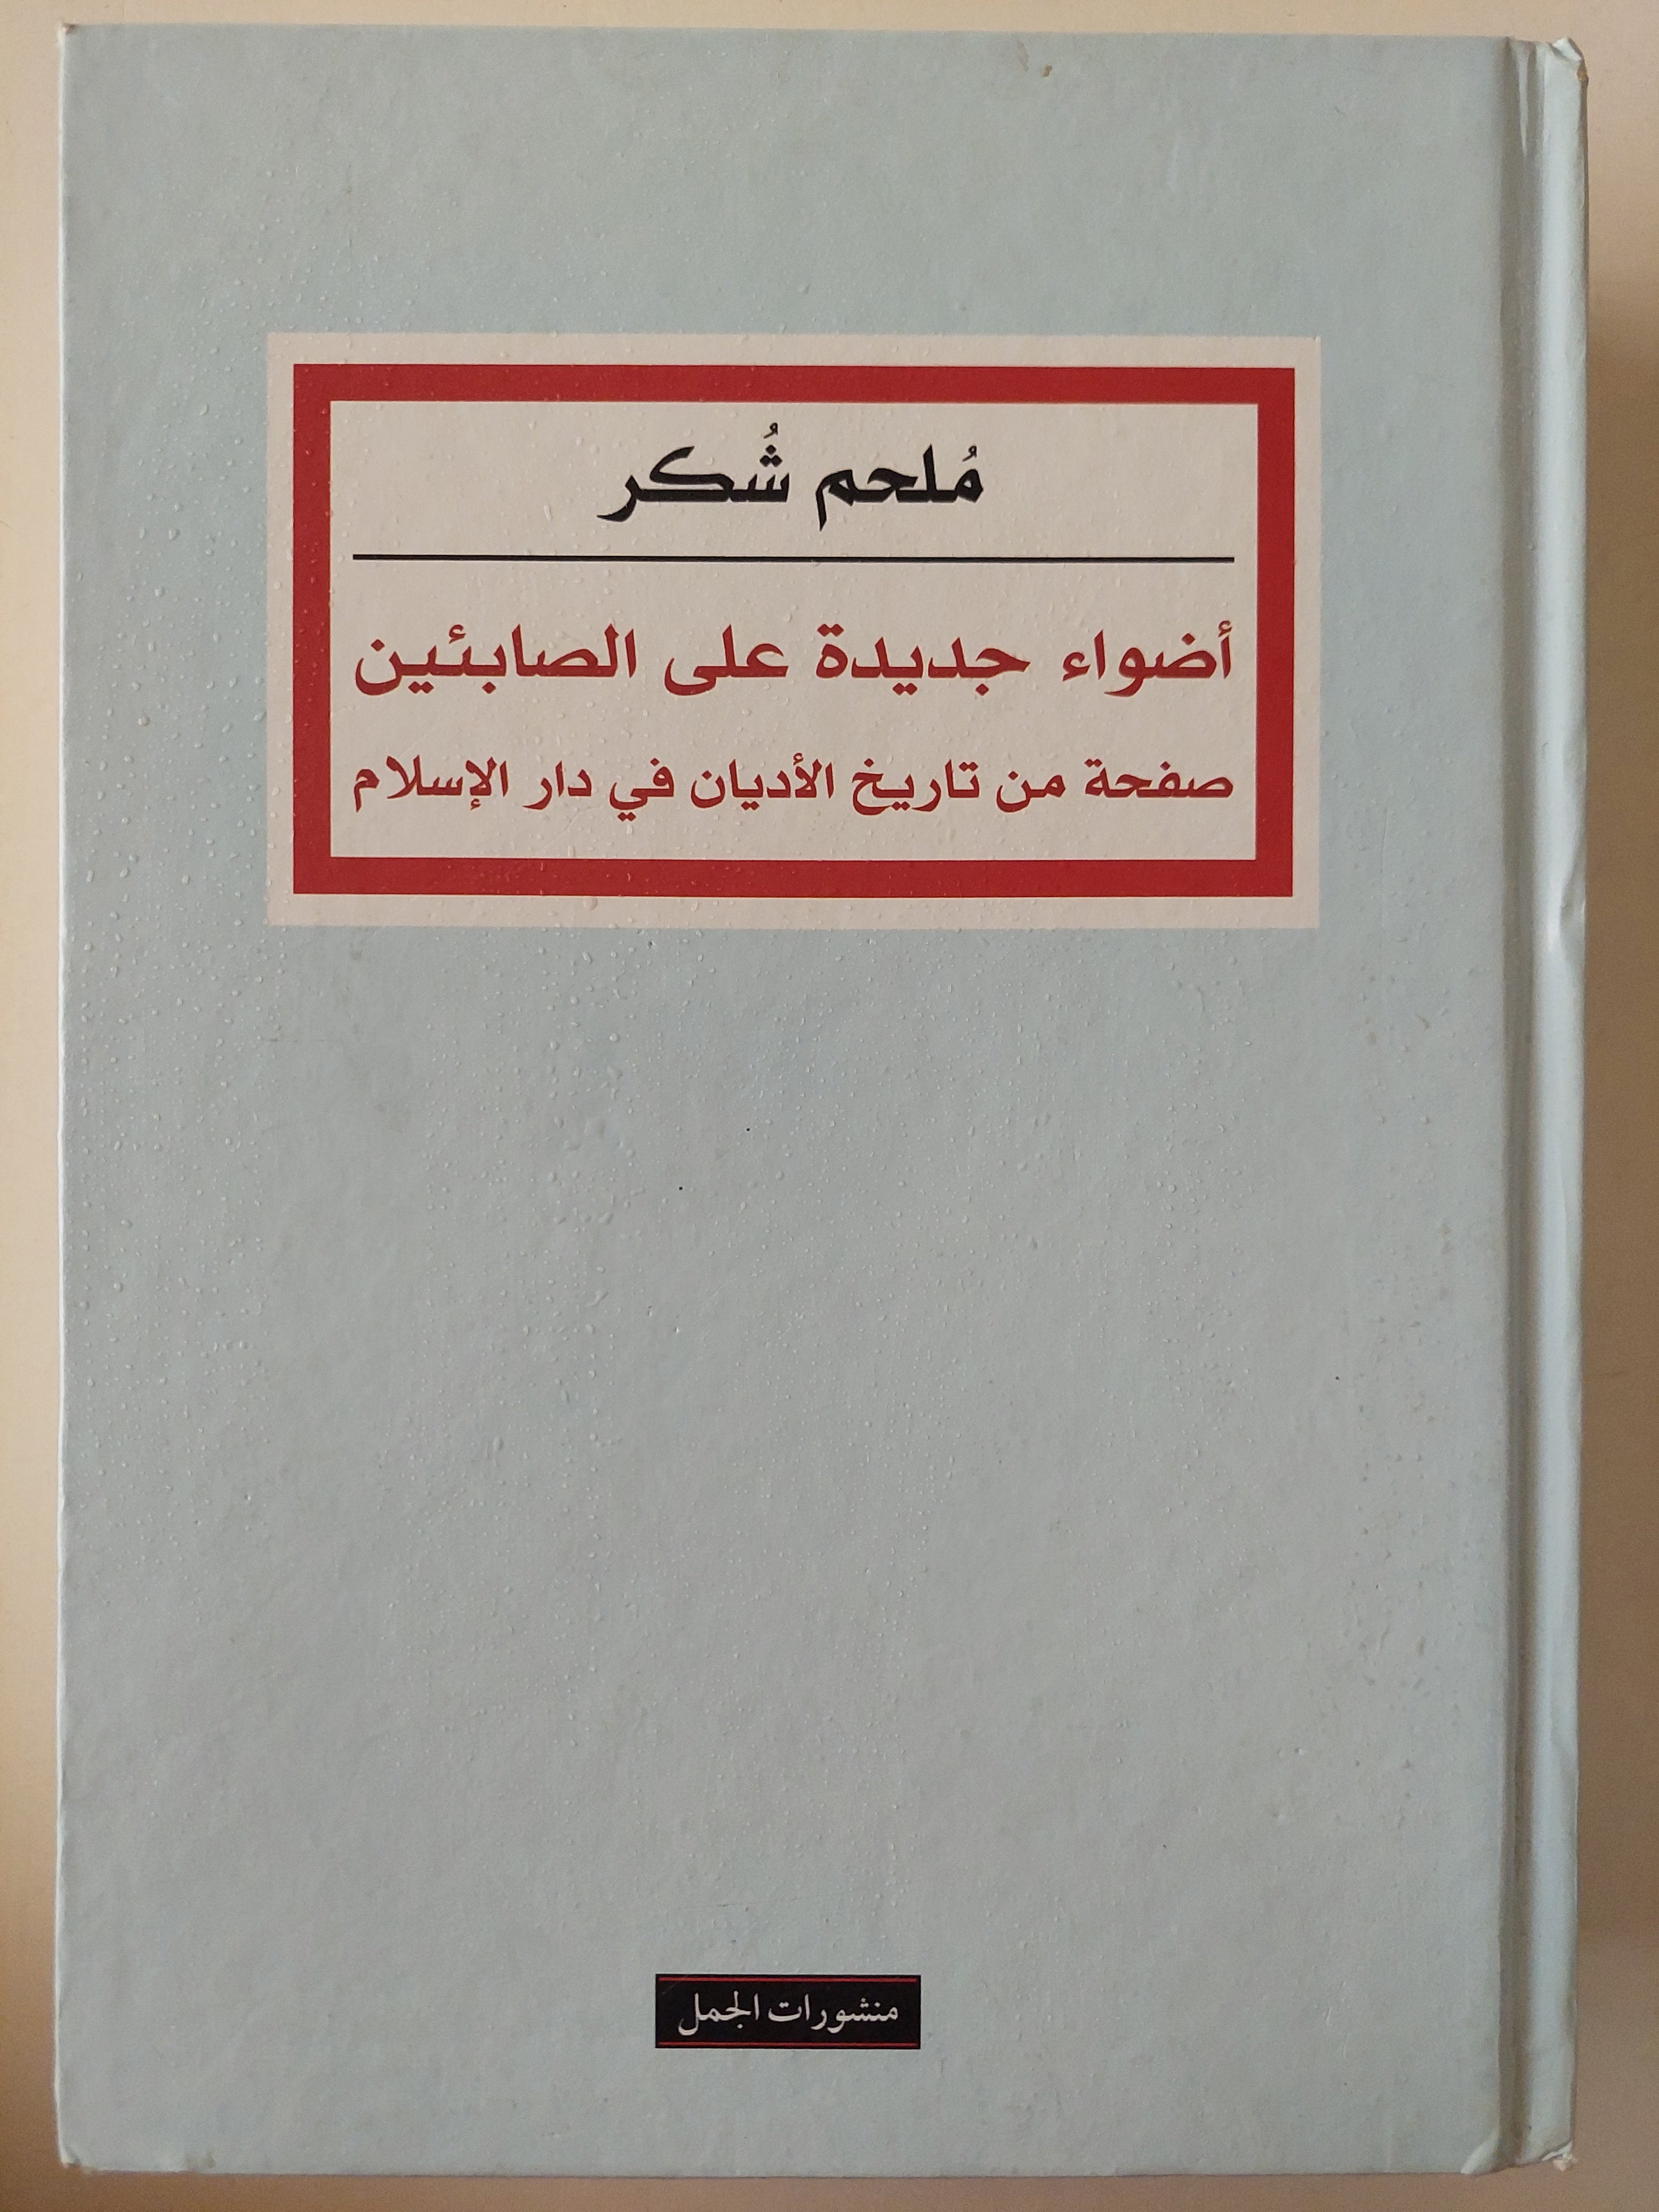 مُلحم شُكر
أضواء جديدة على الصابئين
صفحة من تاريخ الأديان في دار الإسلام
منشورات الجمل